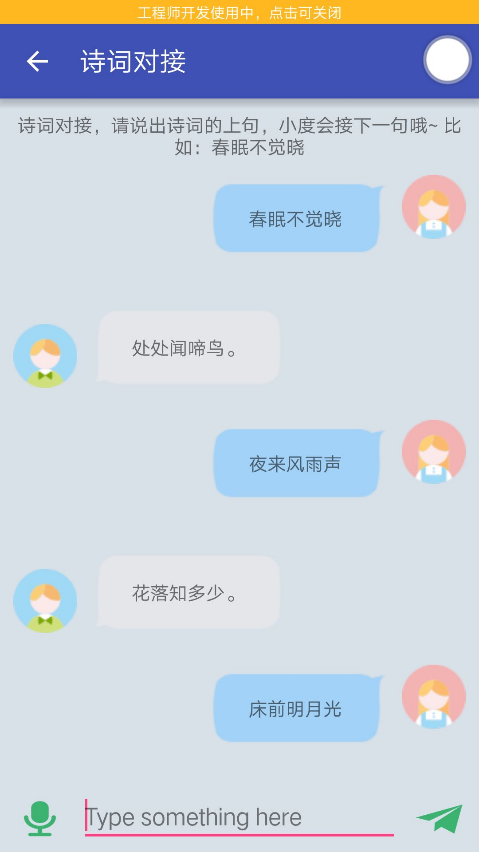 工程师开发使用中，点击可关闭
诗词对接
诗词对接，请说出诗词的上句，小度会接下一句哦~ 比
如：春眠不觉晓
春眠不觉晓
处处闻啼鸟。
夜来风雨声
花落知多少。
床前明月光
Type something here